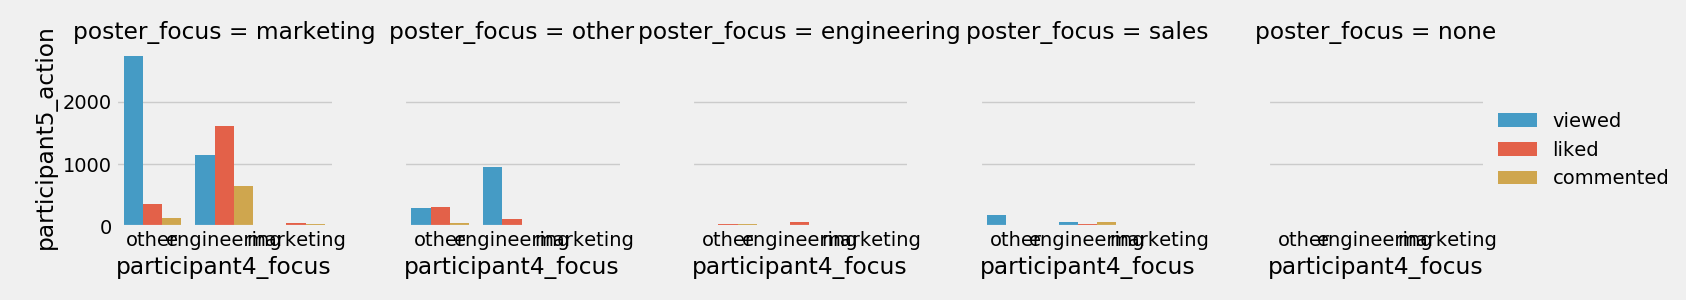 poster_focus = marketing
poster_focus = other
poster_focus = engineering
poster_focus = sales
poster_focus = none
participant5_action
2000
1000
0
other engineering marketing
other engineering marketing
other engineering marketing
other engineering marketing
other engineering marketing
participant4_focus
participant4_focus
participant4_focus
participant4_focus
participant4_focus
viewed
liked
commented